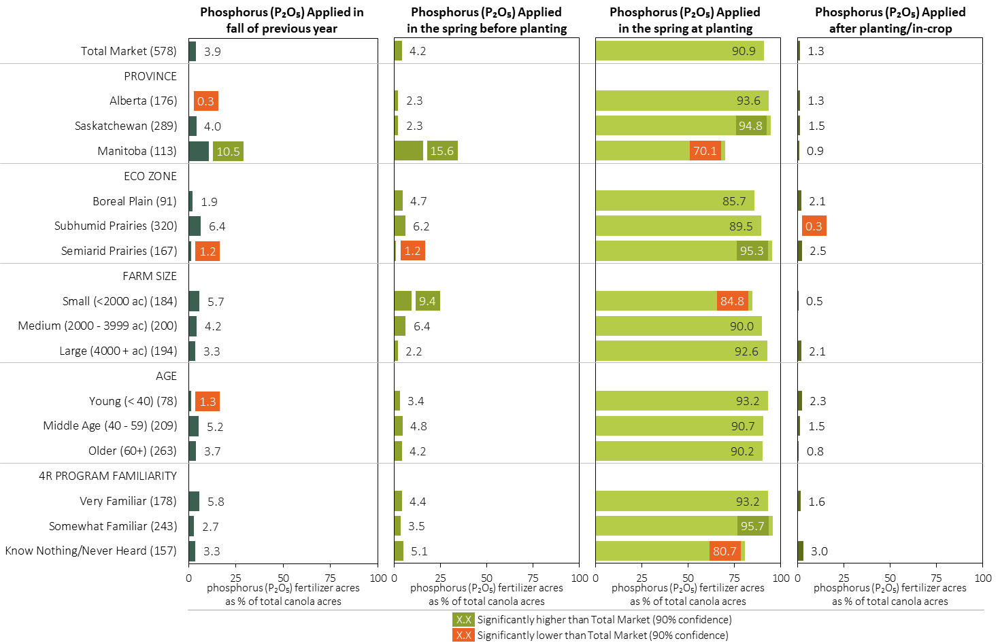 Phosphorus (P₂O₅) Applied in
fall of previous year
Phosphorus (P₂O₅) Applied
in the spring before planting
Phosphorus (P₂O₅) Applied
in the spring at planting
Phosphorus (P₂O₅) Applied
after planting/in-crop
Total Market (578) 3.9 4.2 90.9 1.3
PROVINCE
Alberta (176) 0.3 2.3 93.6 1.3
Saskatchewan (289) 4.0 2.3 94.8 1.5
Manitoba (113) 10.5 15.6 70.1 0.9
ECO ZONE
Boreal Plain (91) 1.9 4.7 85.7 2.1
Subhumid Prairies (320) 6.4 6.2 89.5 0.3
Semiarid Prairies (167) 1.2 1.2 95.3 2.5
FARM SIZE
Small (<2000 ac) (184) 5.7 9.4 84.8 0.5
Medium (2000 - 3999 ac) (200) 4.2 6.4 90.0
Large (4000 + ac) (194) 3.3 2.2 92.6 2.1
AGE
Young (< 40) (78) 1.3 3.4 93.2 2.3
Middle Age (40 - 59) (209) 5.2 4.8 90.7 1.5
Older (60+) (263) 3.7 4.2 90.2 0.8
4R PROGRAM FAMILIARITY
Very Familiar (178) 5.8 4.4 93.2 1.6
Somewhat Familiar (243) 2.7 3.5 95.7
Know Nothing/Never Heard (157) 3.3 5.1 80.7 3.0
0 25 50 75 100 0 25 50 75 100 0 25 50 75 100 0 25 50 75 100
phosphorus (P₂O₅) fertilizer acres
as % of total canola acres
phosphorus (P₂O₅) fertilizer acres
as % of total canola acres
phosphorus (P₂O₅) fertilizer acres
as % of total canola acres
phosphorus (P₂O₅) fertilizer acres
as % of total canola acres
X.X Significantly higher than Total Market (90% confidence)
X.X Significantly lower than Total Market (90% confidence)